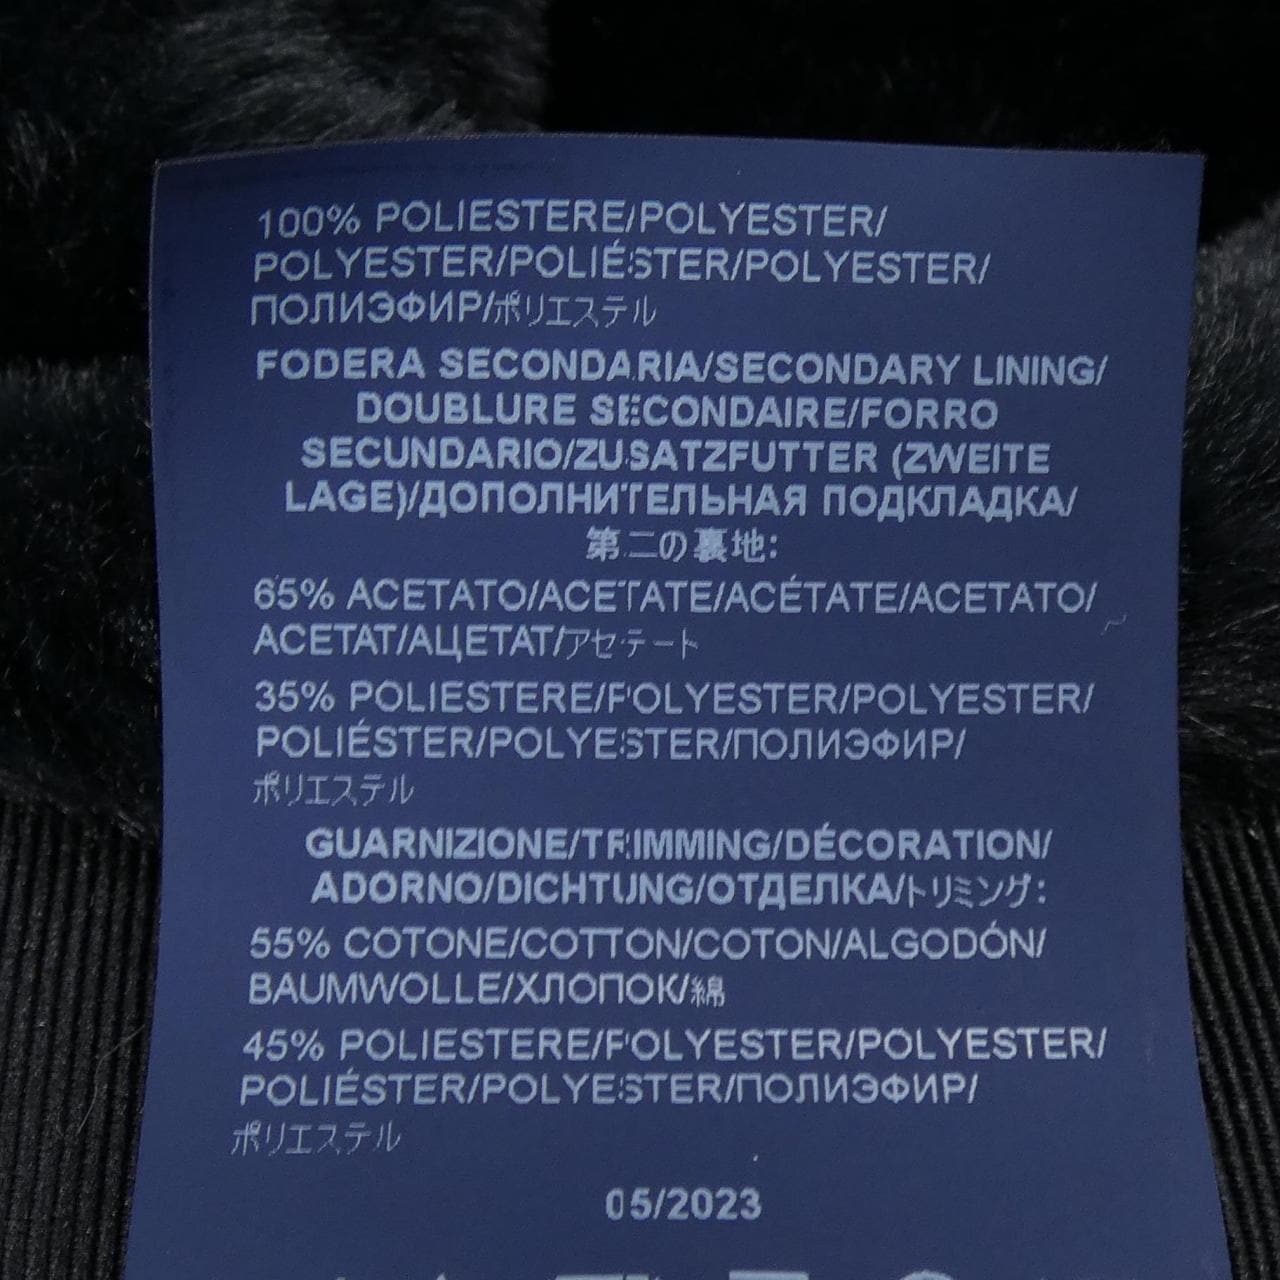 100% POLIESTERE/POLYESTER/
POLYESTER/POLIÉSTER/POLYESTER/
ПОЛИЭФИР/ポリエステル
FODERA SECONDARIA/SECONDARY LINING/
DOUBLURE SECONDAIRE/FORRO
SECUNDARIO/ZUSATZFUTTER (ZWEITE
LAGE)/ДОПОЛНИТЕЛЬНАЯ ПОДКЛАДКА/
第二の裏地:
65% ACETATO/ACETATE/ACÉTATE/ACETATO/
ACETAT/АЦЕТАТ/アセテート
35% POLIESTERE/POLYESTER/POLYESTER/
POLIÉSTER/POLYESTER/ПОЛИЭФИР/
ポリエステル
GUARNIZIONE/TRIMMING/DÉCORATION/
ADORNO/DICHTUNG/ОТДЕЛКА/トリミング:
55% COTONE/COTTON/COTON/ALGODÓN/
BAUMWOLLE/ХЛОПОК/綿
45% POLIESTERE/POLYESTER/POLYESTER/
POLIÉSTER/POLYESTER/ПОЛИЭФИР/
ポリエステル
05/2023